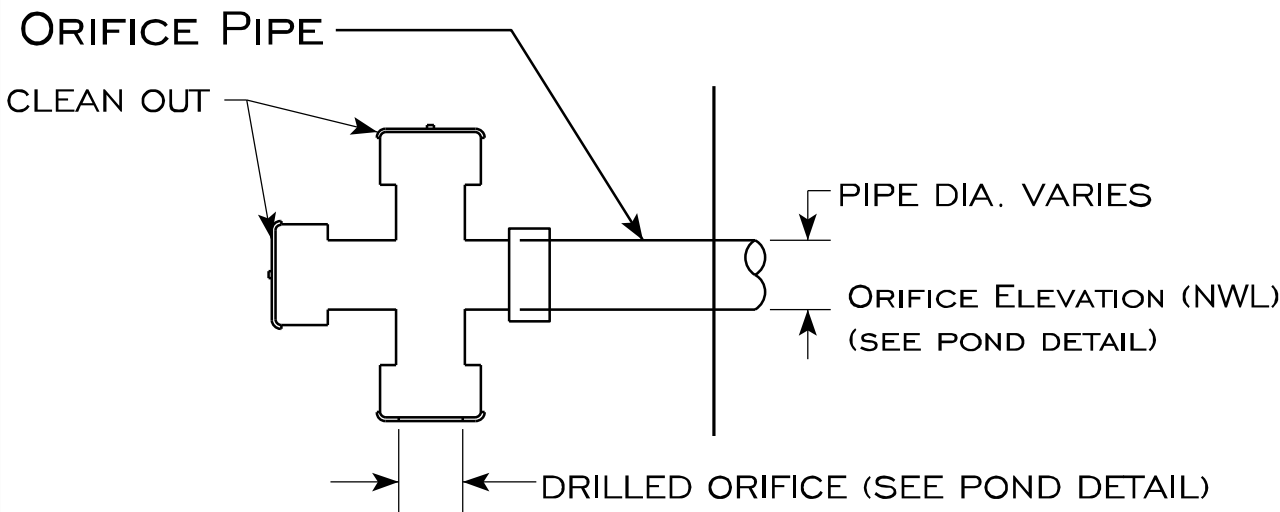 ORIFICE PIPE
CLEAN OUT
PIPE DIA. VARIES
ORIFICE ELEVATION (NWL)
(SEE POND DETAIL)
DRILLED ORIFICE (SEE POND DETAIL)